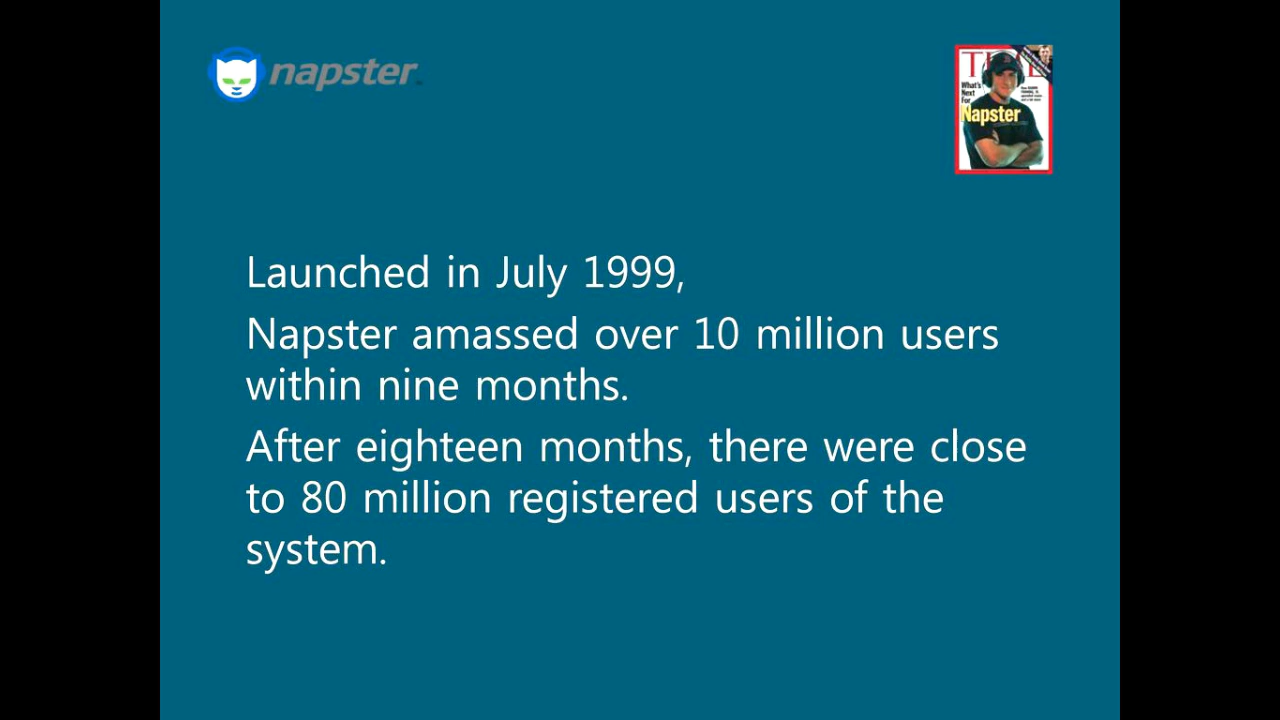 napster
TIME
What's
Next
For
Napster
Launched in July 1999,
Napster amassed over 10 million users
within nine months.
After eighteen months, there were close
to 80 million registered users of the
system.